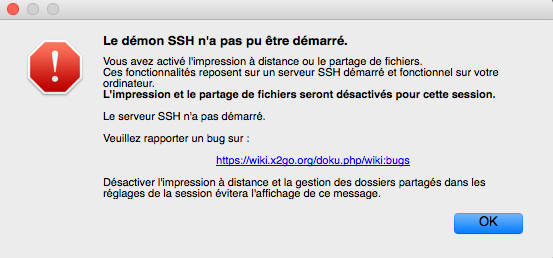 Le démon SSH n'a pas pu être démarré.
Vous avez activé l'impression à distance ou le partage de fichiers.
Ces fonctionnalités reposent sur un serveur SSH démarré et fonctionnel sur votre
ordinateur.
L'impression et le partage de fichiers seront désactivés pour cette session.
Le serveur SSH n'a pas démarré.
Veuillez rapporter un bug sur :
https://wiki.x2go.org/doku.php/wiki:bugs
Désactiver l'impression à distance et la gestion des dossiers partagés dans les
réglages de la session évitera l'affichage de ce message.
OK